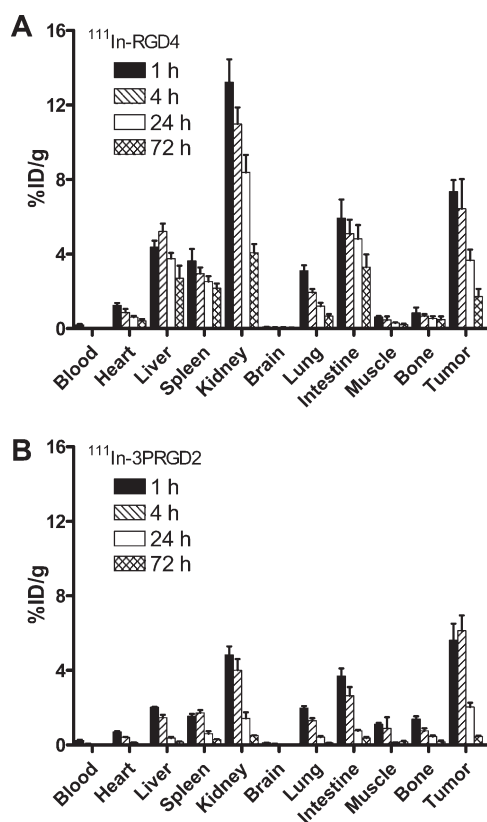 A
¹¹¹In-RGD4
1 h
4 h
24 h
72 h
%ID/g
16
12
8
4
0
Blood
Heart
Liver
Spleen
Kidney
Brain
Lung
Intestine
Muscle
Bone
Tumor
B
¹¹¹In-3PRGD2
1 h
4 h
24 h
72 h
%ID/g
16
12
8
4
0
Blood
Heart
Liver
Spleen
Kidney
Brain
Lung
Intestine
Muscle
Bone
Tumor